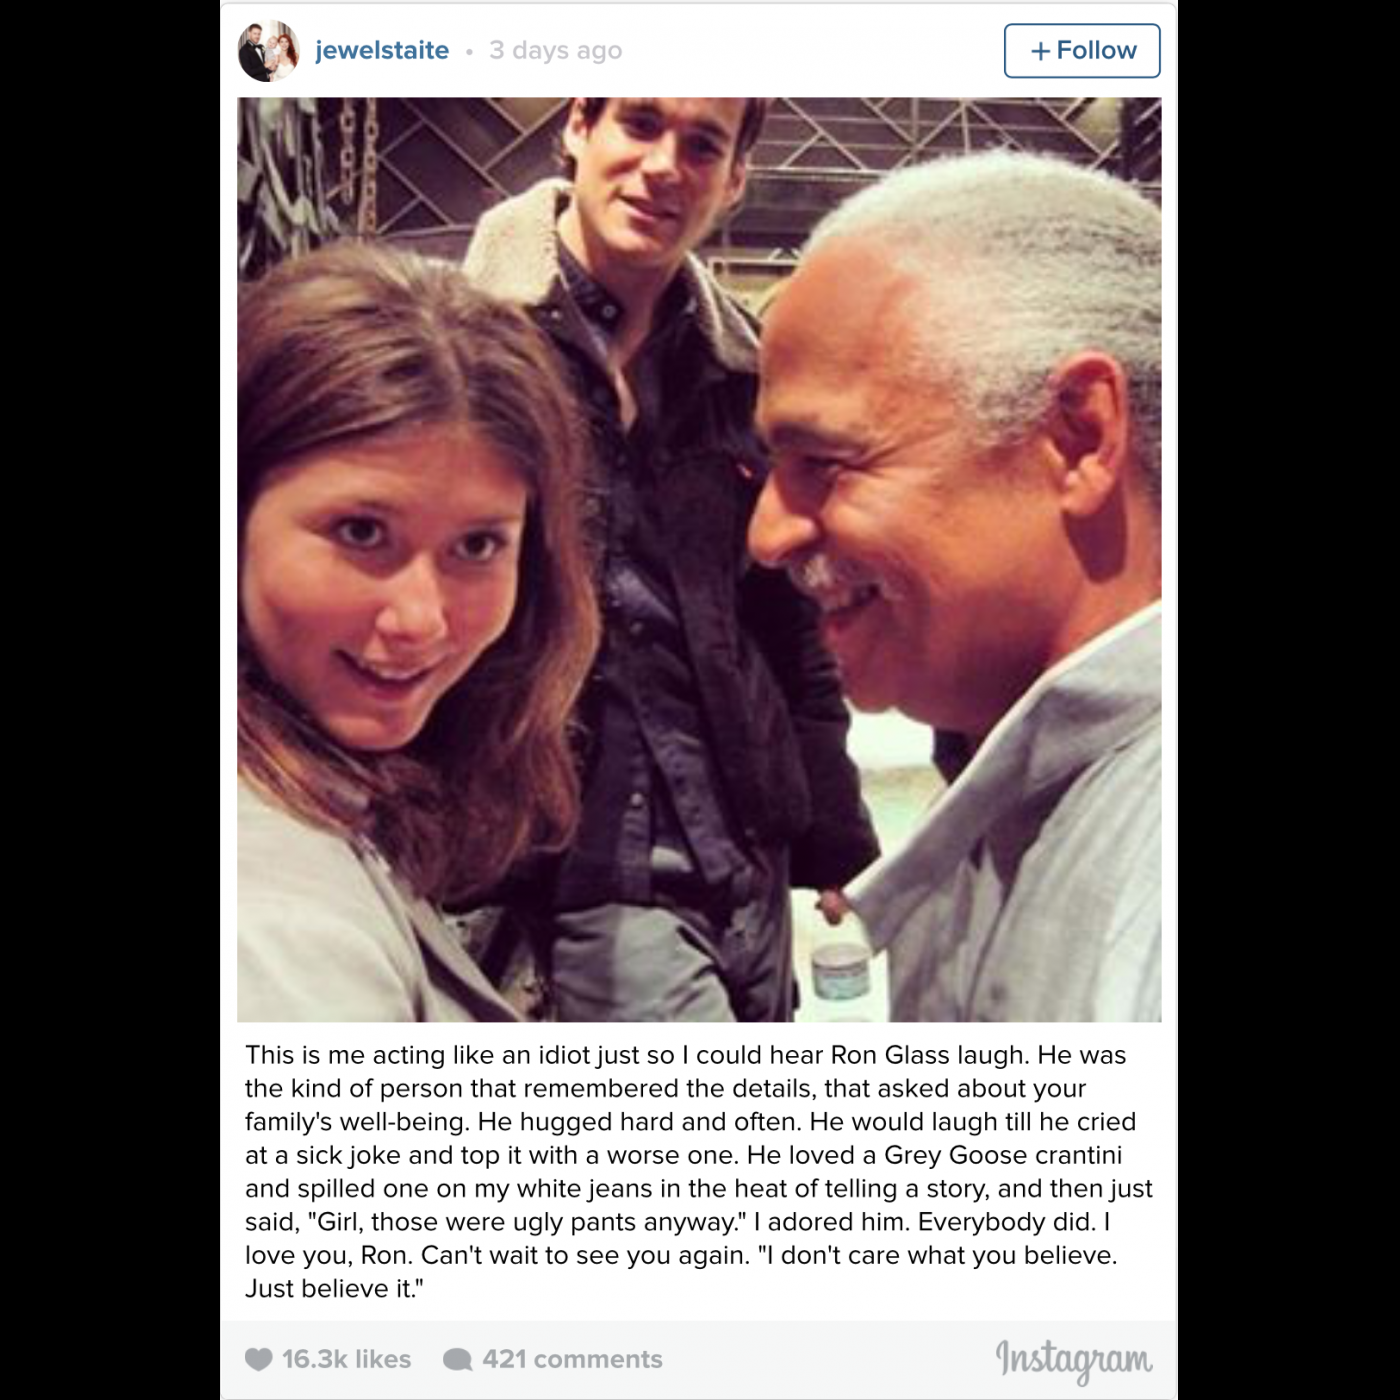 jewelstaite • 3 days ago
+ Follow
This is me acting like an idiot just so I could hear Ron Glass laugh. He was
the kind of person that remembered the details, that asked about your
family's well-being. He hugged hard and often. He would laugh till he cried
at a sick joke and top it with a worse one. He loved a Grey Goose crantini
and spilled one on my white jeans in the heat of telling a story, and then just
said, "Girl, those were ugly pants anyway." I adored him. Everybody did. I
love you, Ron. Can't wait to see you again. "I don't care what you believe.
Just believe it."
16.3k likes 421 comments Instagram